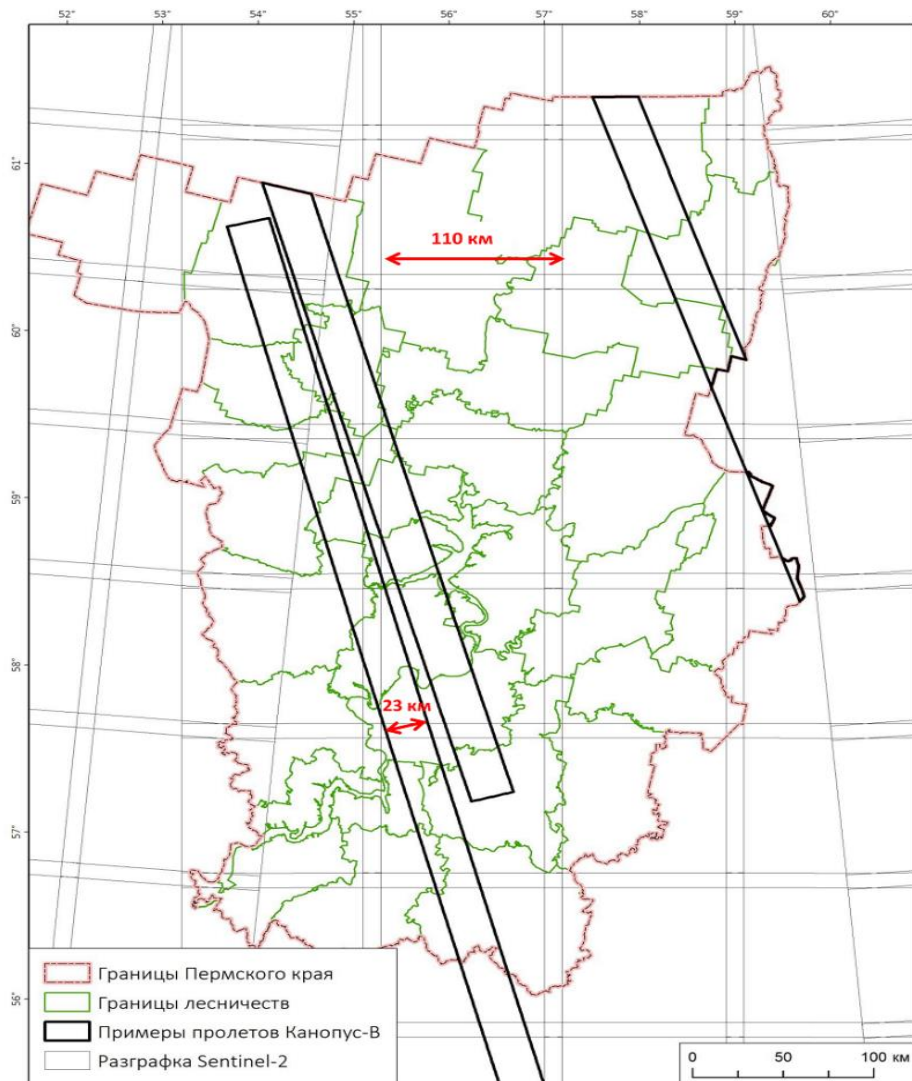 52° 53° 54° 55° 56° 57° 58° 59° 60°
61°
110 км
60°
59°
58°
23 км
57°
56°
Границы Пермского края
Границы лесничеств
Примеры пролетов Канопус-В
Разграфка Sentinel-2
0 50 100 км